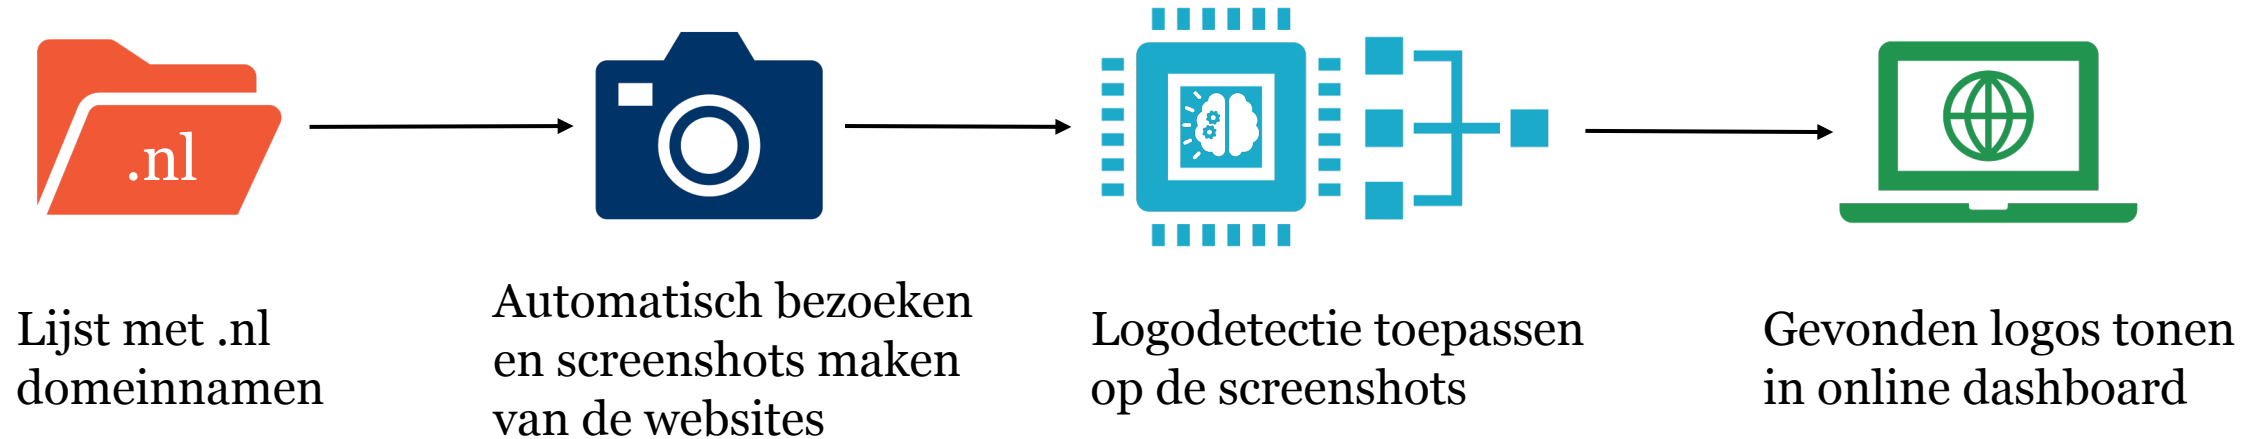 .nl
Lijst met .nl
domeinnamen
Automatisch bezoeken
en screenshots maken
van de websites
Logodetectie toepassen
op de screenshots
Gevonden logos tonen
in online dashboard